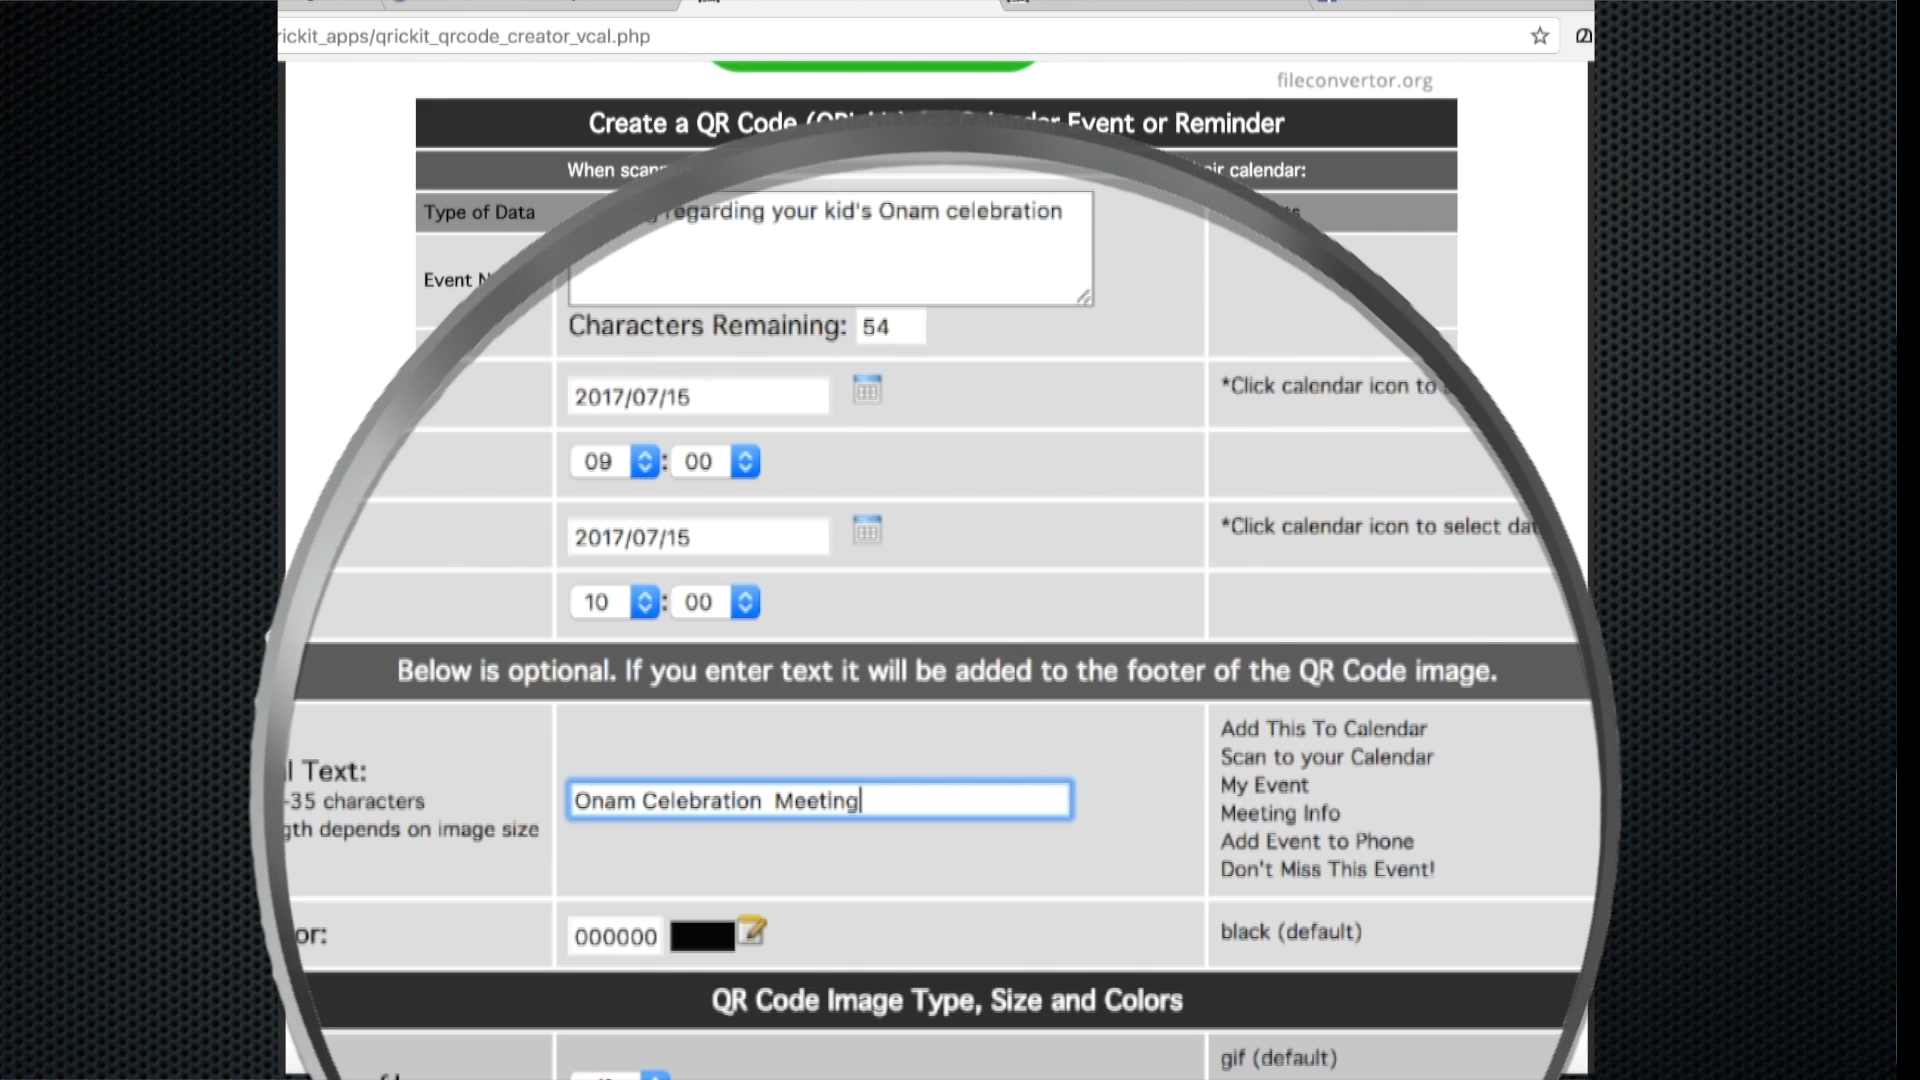 rickit_apps/qrickit_qrcode_creator_vcal.php
fileconvertor.org
Create a QR Code Event or Reminder
When calendar:
Type of Data
regarding your kid's Onam celebration
Event
Characters Remaining: 54
2017/07/15
*Click calendar icon to
09 : 00
2017/07/15
*Click calendar icon to select
10 : 00
Below is optional. If you enter text it will be added to the footer of the QR Code image.
Add This To Calendar
Scan to your Calendar
My Event
Meeting Info
Add Event to Phone
Don't Miss This Event!
l Text:
-35 characters
gth depends on image size
Onam Celebration  Meeting
or:
000000
black (default)
QR Code Image Type, Size and Colors
gif (default)